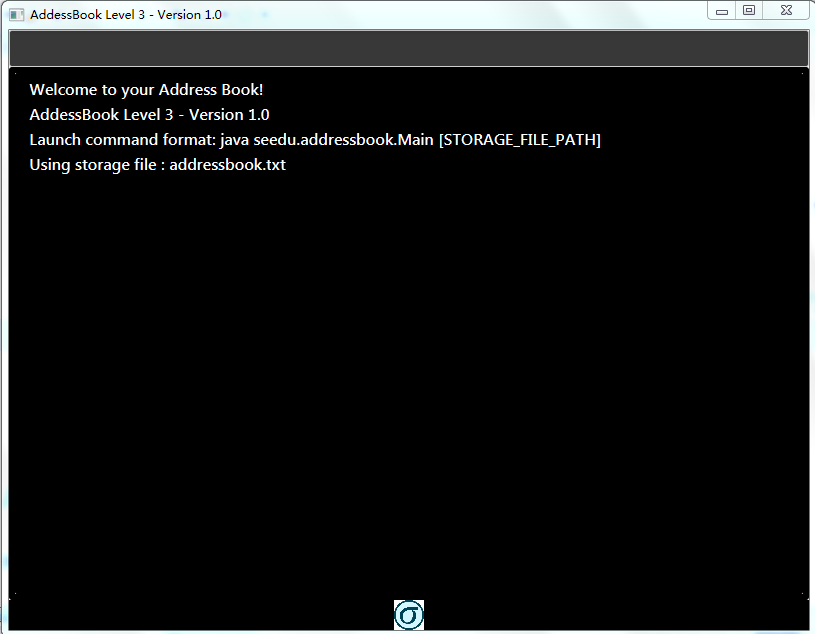 AddessBook Level 3 - Version 1.0
Welcome to your Address Book!
AddessBook Level 3 - Version 1.0
Launch command format: java seedu.addressbook.Main [STORAGE_FILE_PATH]
Using storage file : addressbook.txt
σ